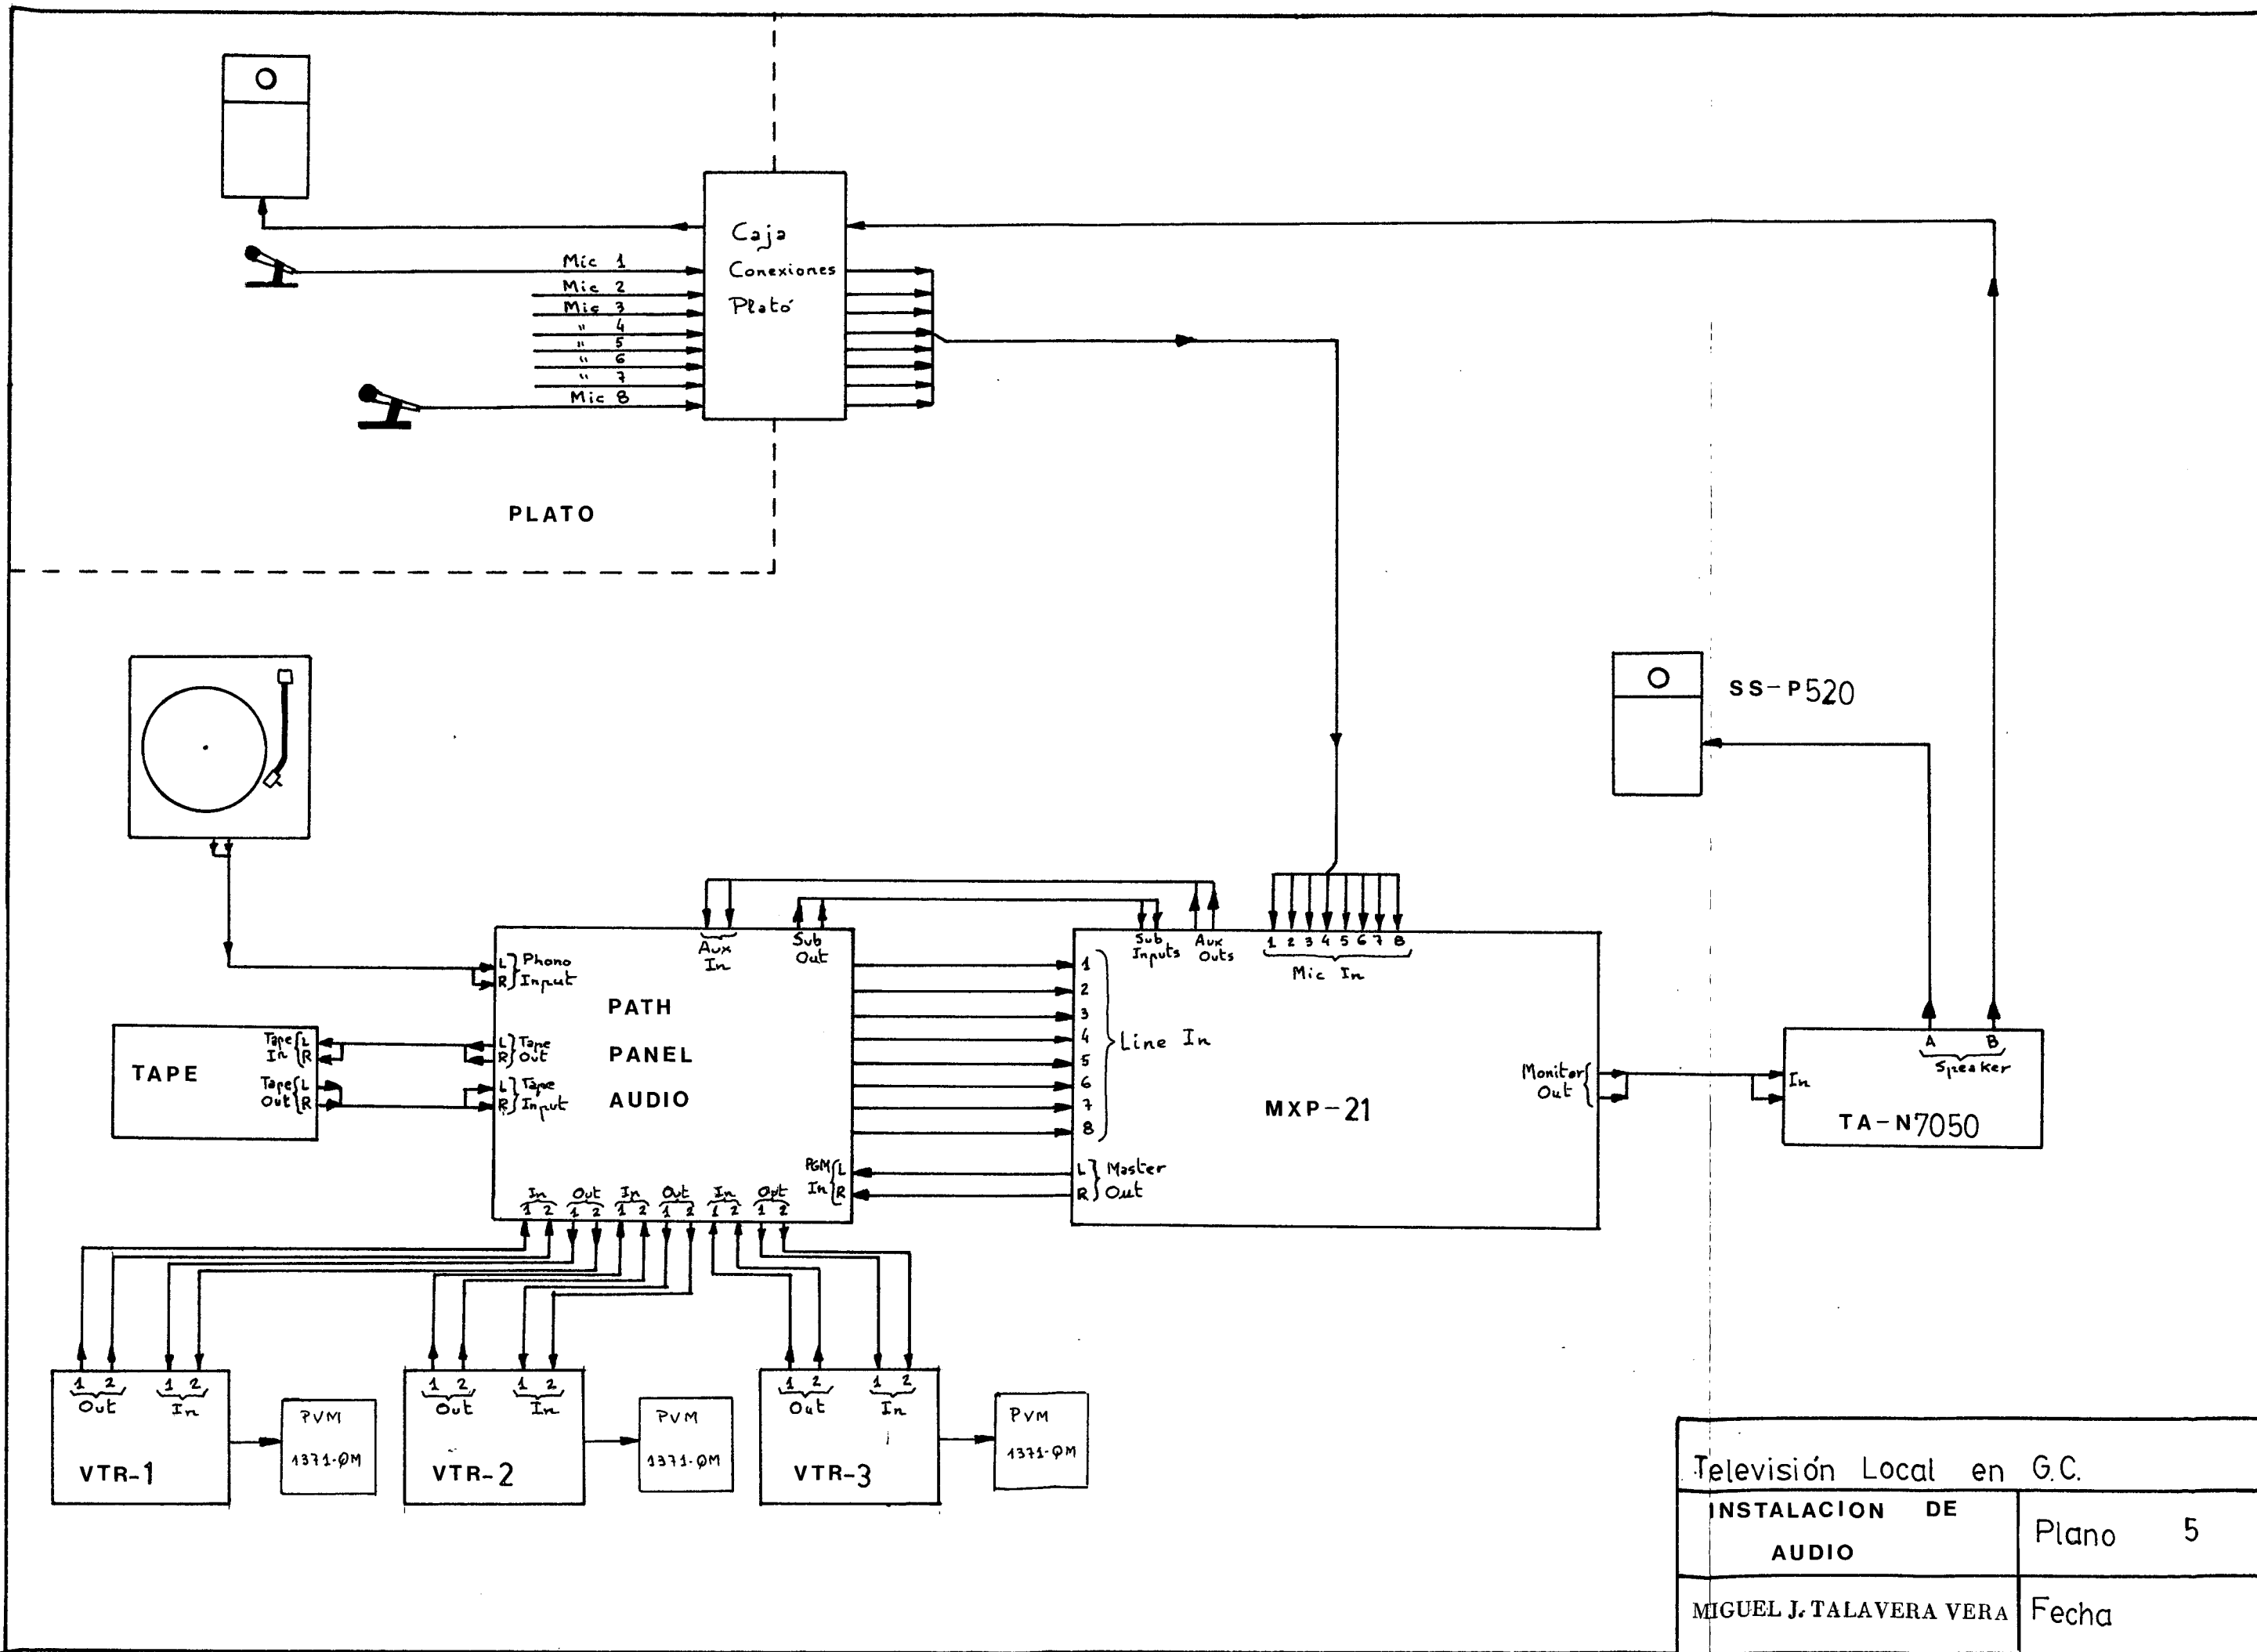 Caja
Conexiones
Plató
Mic 1
Mic 2
Mic 3
" 4
" 5
" 6
" 7
Mic 8
PLATO
SS-P520
Aux
In
Sub
Out
Sub
Inputs
Aux
Outs
1 2 3 4 5 6 7 8
Mic In
L
R
Phono
Input
PATH
PANEL
AUDIO
L
R
Tape
Out
L
R
Tape
Input
TAPE
Tape
In
L
R
Tape
Out
L
R
1
2
3
4
5
6
7
8
Line In
MXP-21
L
R
Master
Out
PGM
In
L
R
Monitor
Out
In
A B
Speaker
TA-N7050
In Out In Out In Out
1 2 1 2 1 2 1 2 1 2 1 2
1 2 1 2
Out In
VTR-1
PVM
1371-QM
1 2 1 2
Out In
VTR-2
PVM
1371-QM
1 2 1 2
Out In
VTR-3
PVM
1371-QM
Televisión Local en G.C.
INSTALACION DE
AUDIO
Plano 5
MIGUEL J. TALAVERA VERA
Fecha